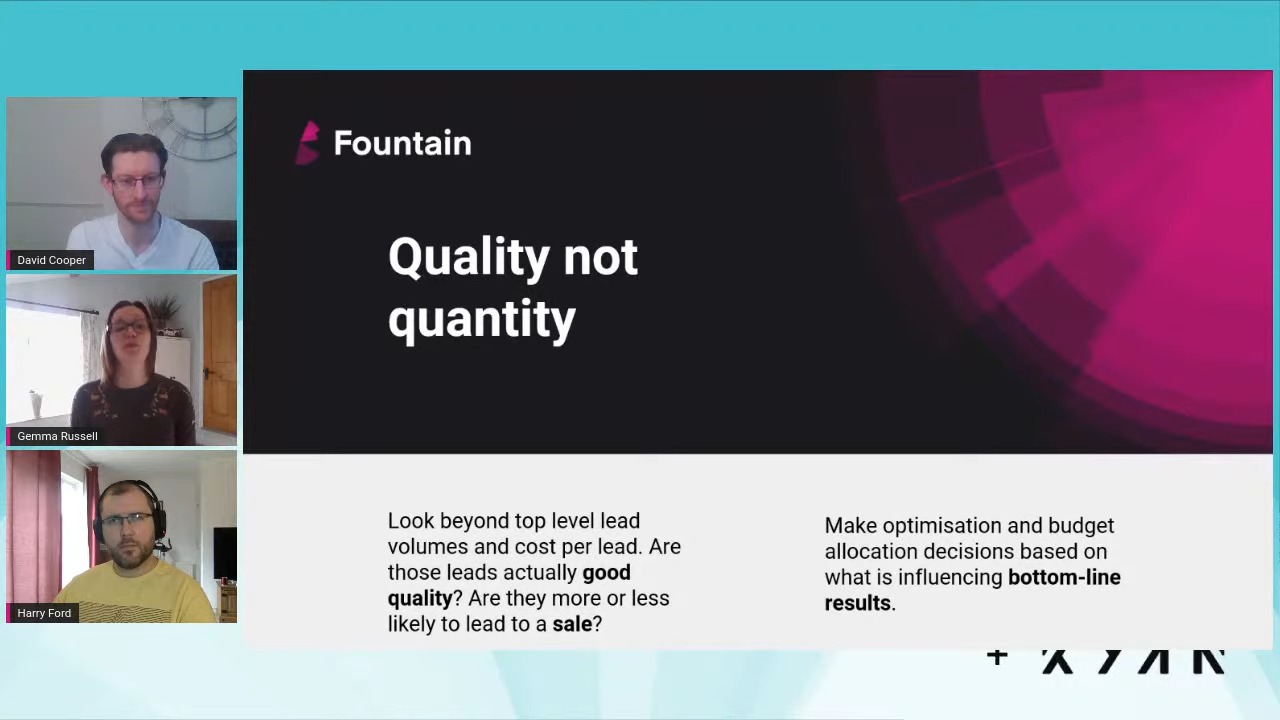 Fountain
Quality not
quantity
David Cooper
Gemma Russell
Harry Ford
Look beyond top level lead
volumes and cost per lead. Are
those leads actually good
quality? Are they more or less
likely to lead to a sale?
Make optimisation and budget
allocation decisions based on
what is influencing bottom-line
results.
+